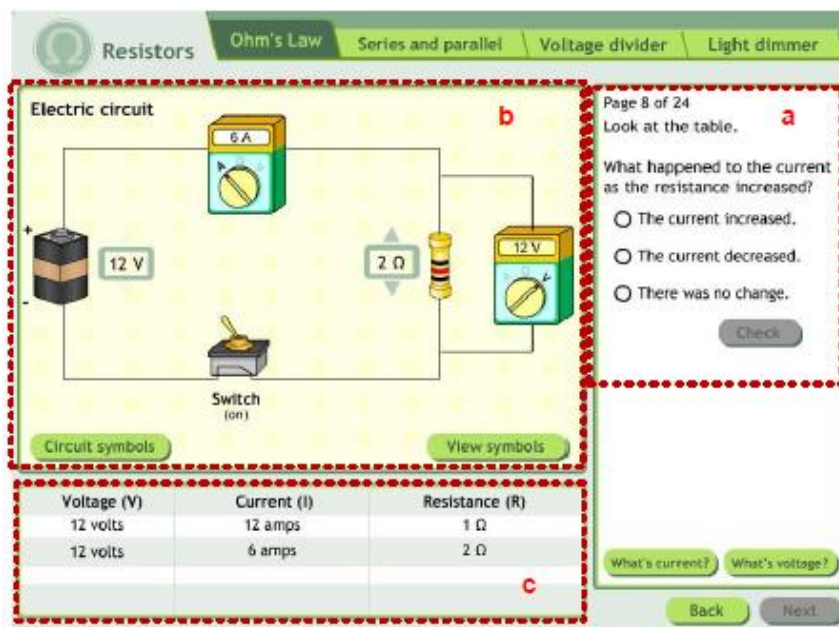 Resistors
Ohm's Law
Series and parallel
Voltage divider
Light dimmer
Electric circuit
b
6 A
+
12 V
-
2 Ω
12 V
Switch
(on)
Circuit symbols
View symbols
Page 8 of 24
a
Look at the table.
What happened to the current
as the resistance increased?
The current increased.
The current decreased.
There was no change.
Check
Voltage (V) Current (I) Resistance (R)
12 volts 12 amps 1 Ω
12 volts 6 amps 2 Ω
c
What's current?
What's voltage?
Back
Next